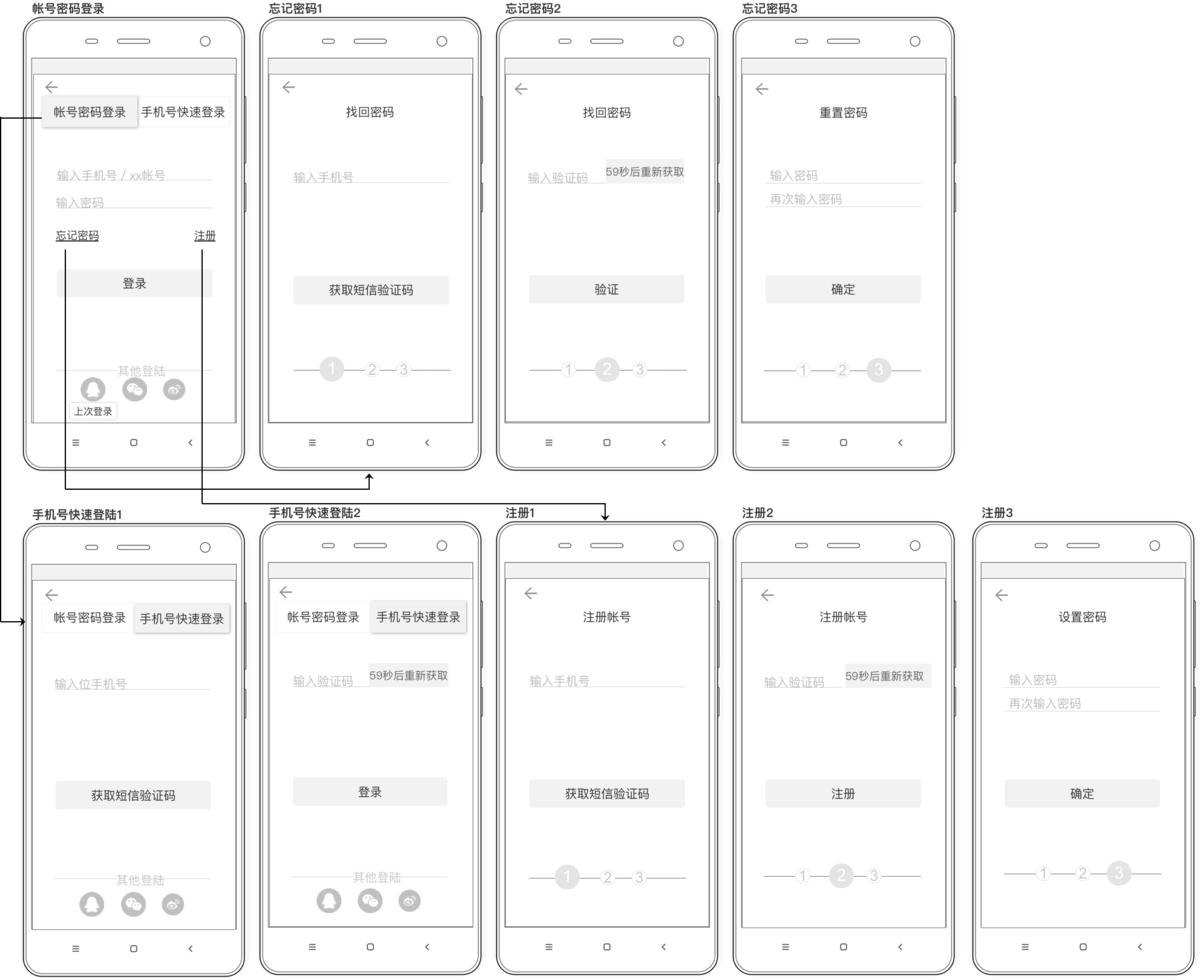 帐号密码登录
帐号密码登录
手机号快速登录
输入手机号 / xx帐号
输入密码
忘记密码
注册
登录
其他登陆
上次登录
忘记密码1
找回密码
输入手机号
获取短信验证码
1
2
3
忘记密码2
找回密码
输入验证码
59秒后重新获取
验证
1
2
3
忘记密码3
重置密码
输入密码
再次输入密码
确定
1
2
3
手机号快速登陆1
帐号密码登录
手机号快速登录
输入位手机号
获取短信验证码
其他登陆
手机号快速登陆2
帐号密码登录
手机号快速登录
输入验证码
59秒后重新获取
登录
其他登陆
注册1
注册帐号
输入手机号
获取短信验证码
1
2
3
注册2
注册帐号
输入验证码
59秒后重新获取
注册
1
2
3
注册3
设置密码
输入密码
再次输入密码
确定
1
2
3